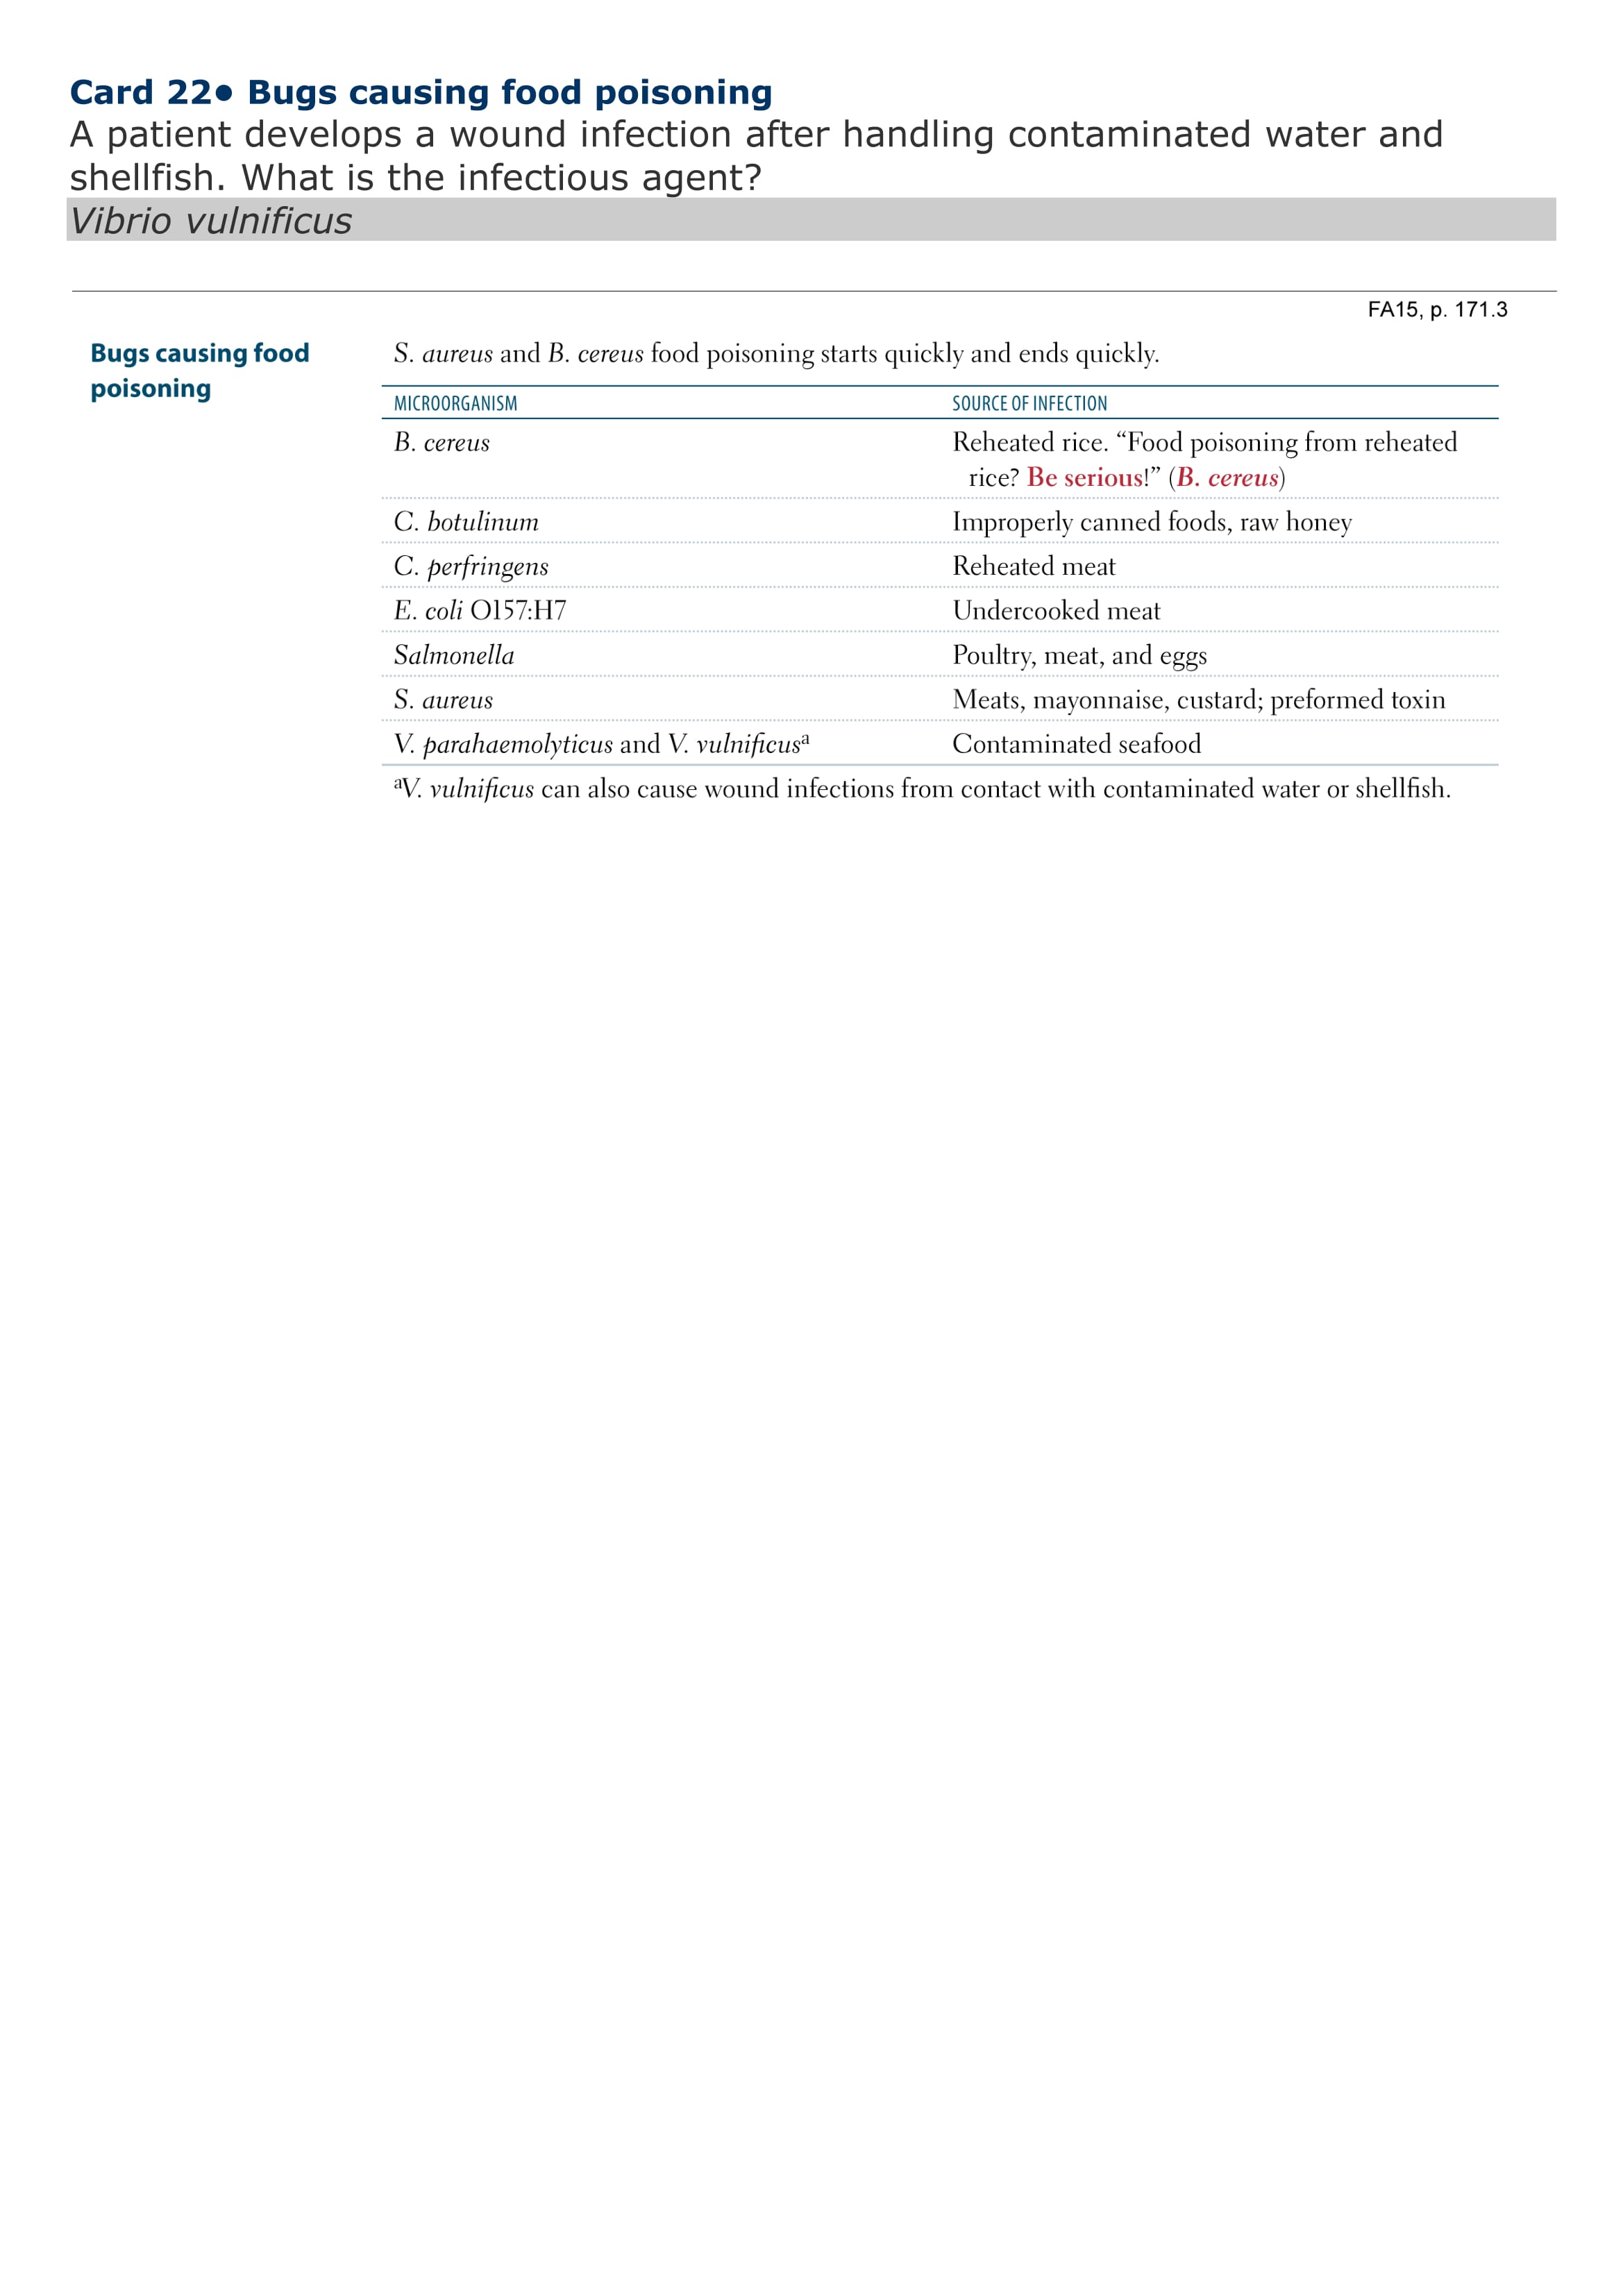 Card 22• Bugs causing food poisoning
A patient develops a wound infection after handling contaminated water and
shellfish. What is the infectious agent?
Vibrio vulnificus
FA15, p. 171.3
Bugs causing food
poisoning
S. aureus and B. cereus food poisoning starts quickly and ends quickly.
MICROORGANISM SOURCE OF INFECTION
B. cereus Reheated rice. “Food poisoning from reheated
rice? Be serious!” (B. cereus)
C. botulinum Improperly canned foods, raw honey
C. perfringens Reheated meat
E. coli O157:H7 Undercooked meat
Salmonella Poultry, meat, and eggs
S. aureus Meats, mayonnaise, custard; preformed toxin
V. parahaemolyticus and V. vulnificusᵃ Contaminated seafood
ᵃV. vulnificus can also cause wound infections from contact with contaminated water or shellfish.